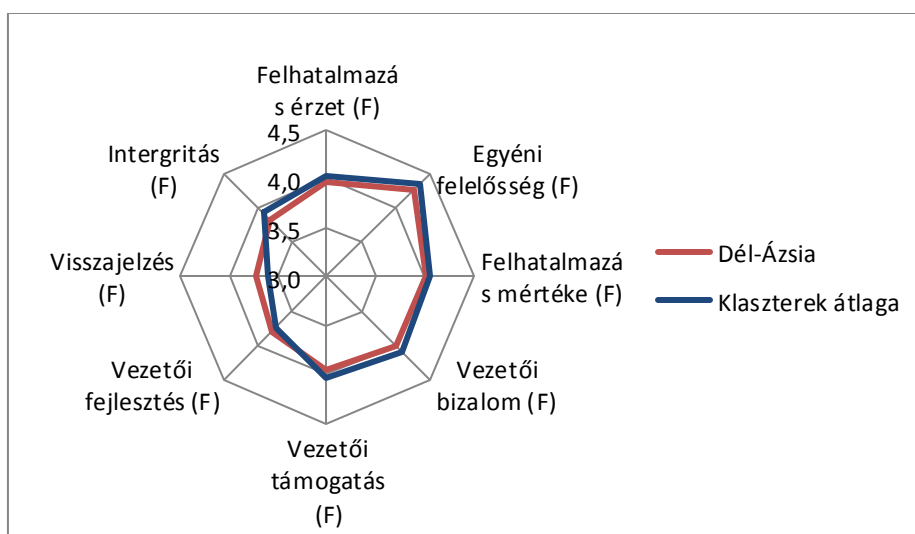 Felhatalmazá
s érzet (F)
4,5
4,0
3,5
3,0
Egyéni
felelősség (F)
Felhatalmazá
s mértéke (F)
Vezetői
bizalom (F)
Vezetői
támogatás
(F)
Vezetői
fejlesztés (F)
Visszajelzés
(F)
Intergritás
(F)
Dél-Ázsia
Klaszterek átlaga